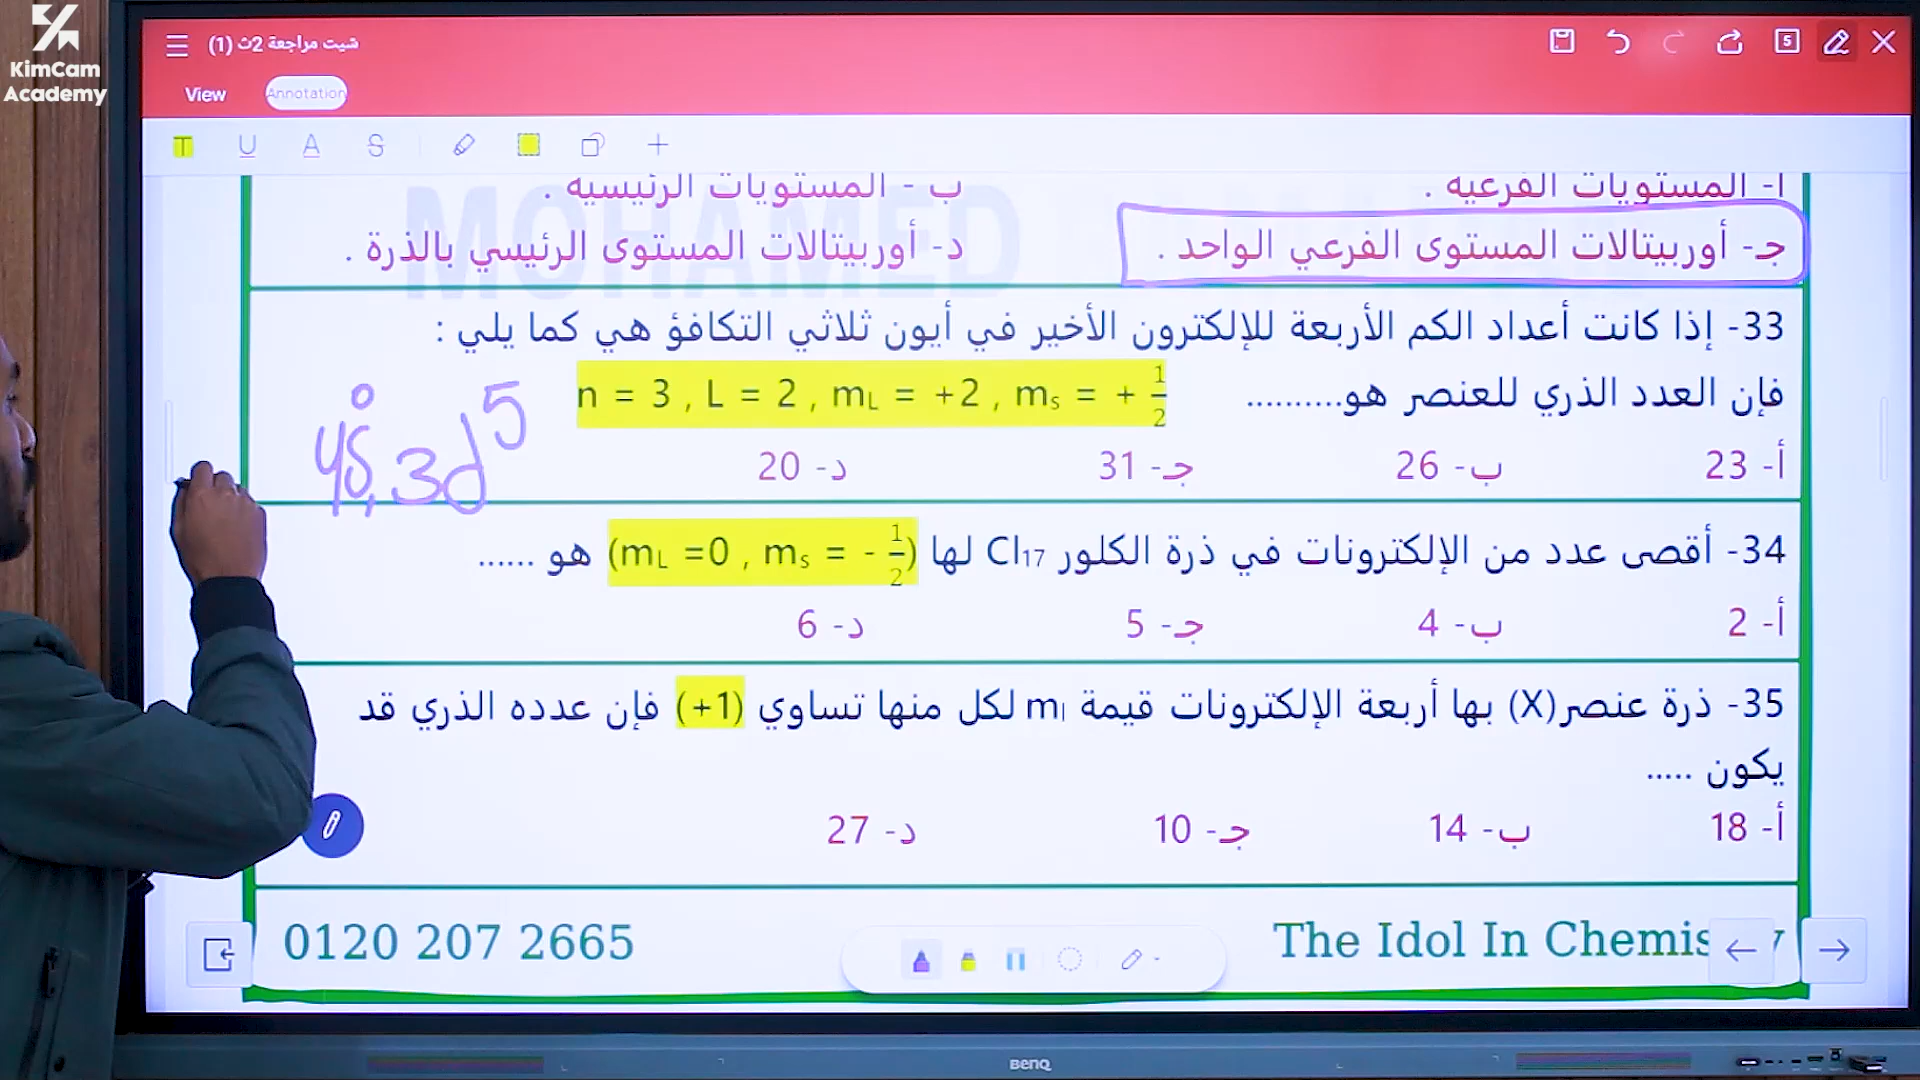 KimCam
Academy
شيت مراجعة 2ث (1)
View
Annotation
5
MOHAMED
أ- المستويات الفرعيه .
ب - المستويات الرئيسيه .
جـ- أوربيتالات المستوى الفرعي الواحد .
د- أوربيتالات المستوى الرئيسي بالذرة .
33- إذا كانت أعداد الكم الأربعة للإلكترون الأخير في أيون ثلاثي التكافؤ هي كما يلي :
n = 3 , L = 2 , mL = +2 , ms = + 1/2
فإن العدد الذري للعنصر هو..........
4s⁰, 3d⁵
أ- 23
ب- 26
جـ- 31
د- 20
34- أقصى عدد من الإلكترونات في ذرة الكلور Cl₁₇ لها (mL =0 , ms = - 1/2) هو ......
أ- 2
ب- 4
جـ- 5
د- 6
35- ذرة عنصر(X) بها أربعة الإلكترونات قيمة ml لكل منها تساوي (+1) فإن عدده الذري قد
يكون .....
أ- 18
ب- 14
جـ- 10
د- 27
0120 207 2665
The Idol In Chemis
BENQ